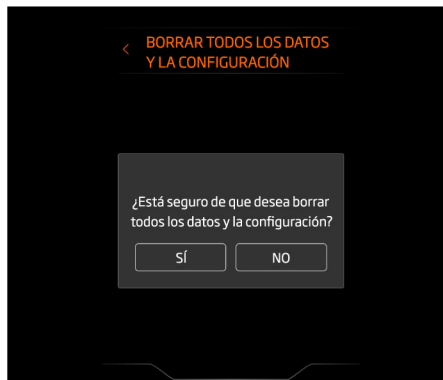 BORRAR TODOS LOS DATOS
Y LA CONFIGURACIÓN
¿Está seguro de que desea borrar
todos los datos y la configuración?
SÍ
NO